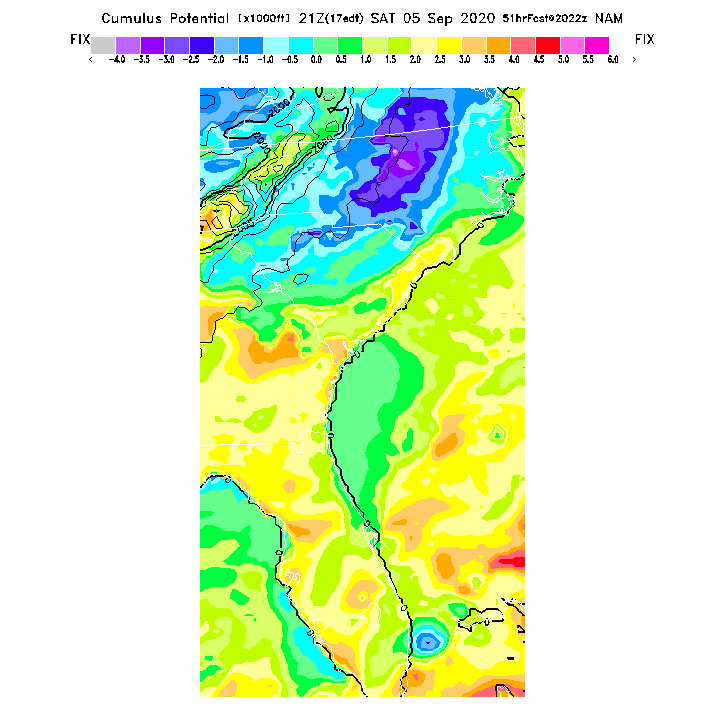 Cumulus Potential [x1000ft] 21Z(17edt) SAT 05 Sep 2020 51hrFcst@2022z NAM
FIX FIX
< -4.0 -3.5 -3.0 -2.5 -2.0 -1.5 -1.0 -0.5 0.0 0.5 1.0 1.5 2.0 2.5 3.0 3.5 4.0 4.5 5.0 5.5 6.0 >
2000